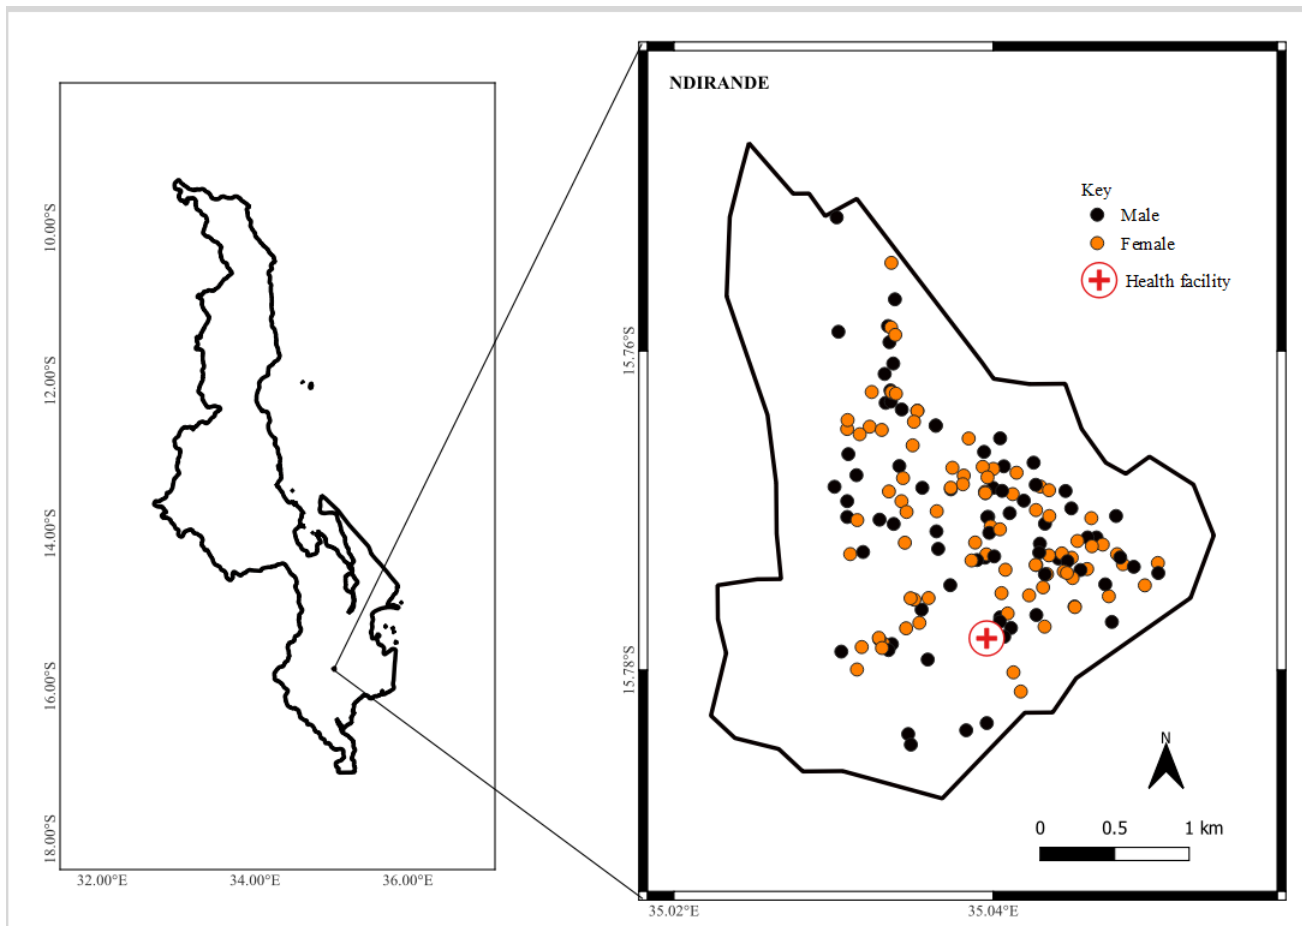 10.00°S
12.00°S
14.00°S
16.00°S
18.00°S
32.00°E
34.00°E
36.00°E
NDIRANDE
Key
Male
Female
Health facility
15.76°S
15.78°S
N
0 0.5 1 km
35.02°E
35.04°E